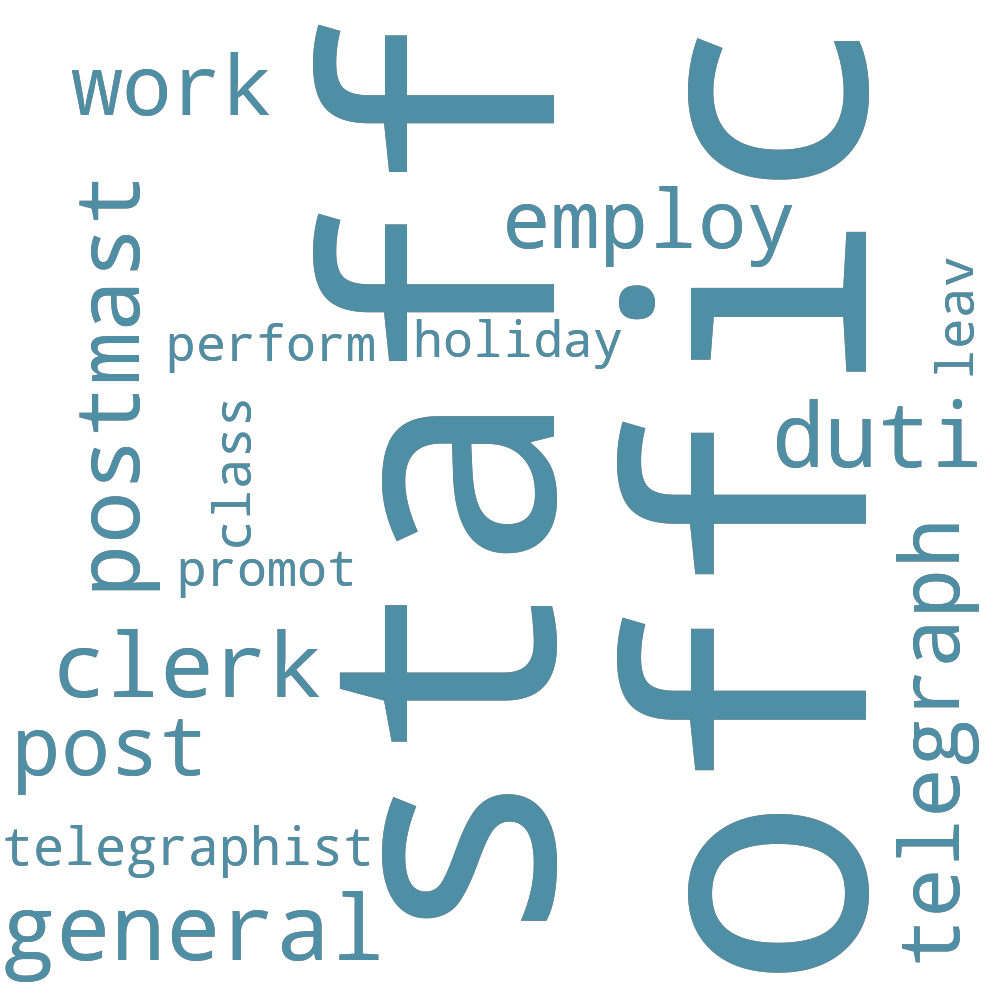 work
staff
offic
employ
postmast
perform
holiday
leav
class
duti
promot
telegraph
clerk
post
telegraphist
general